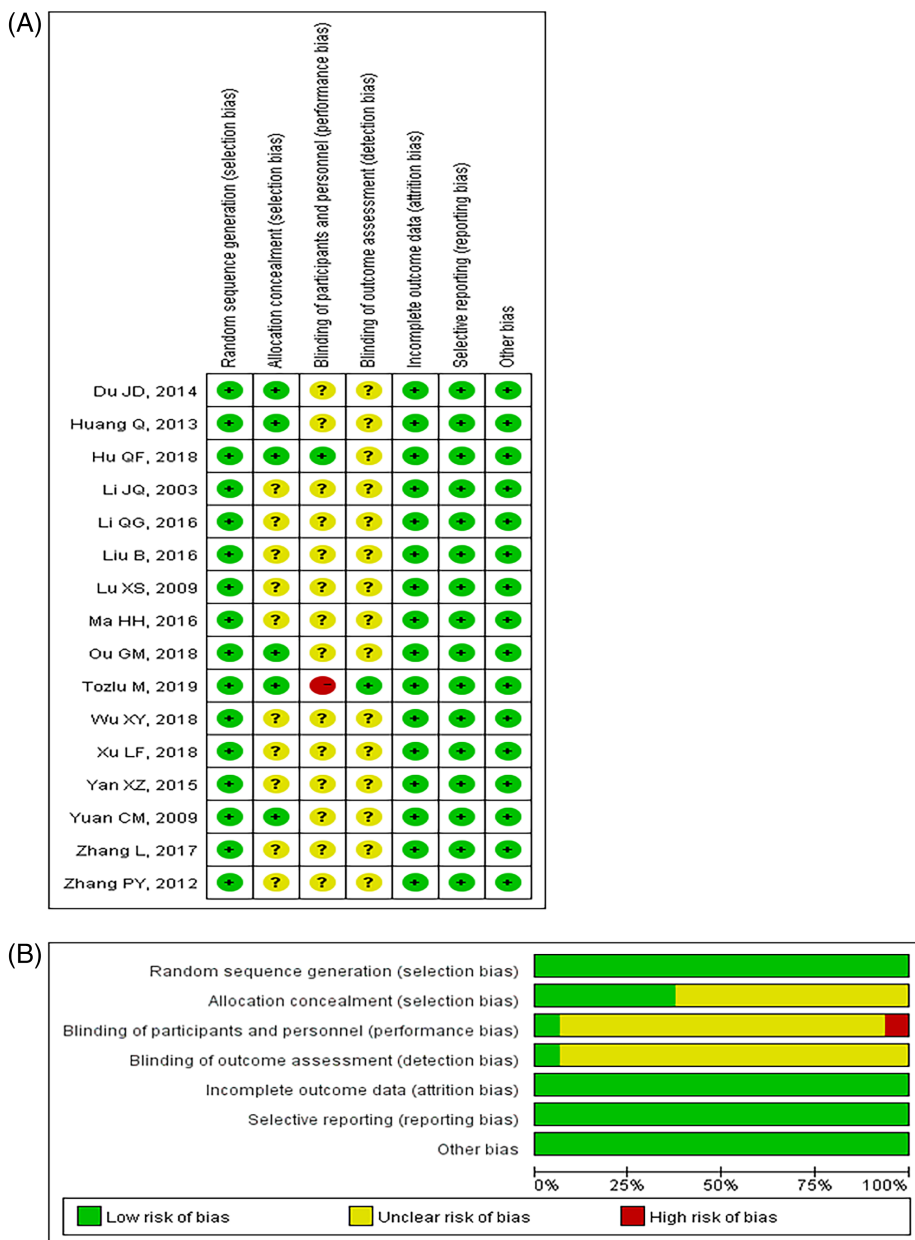 (A)
Random sequence generation (selection bias)
Allocation concealment (selection bias)
Blinding of participants and personnel (performance bias)
Blinding of outcome assessment (detection bias)
Incomplete outcome data (attrition bias)
Selective reporting (reporting bias)
Other bias
Du JD, 2014 + + ? ? + + +
Huang Q, 2013 + + ? ? + + +
Hu QF, 2018 + + + ? + + +
Li JQ, 2003 + ? ? ? + + +
Li QG, 2016 + ? ? ? + + +
Liu B, 2016 + ? ? ? + + +
Lu XS, 2009 + ? ? ? + + +
Ma HH, 2016 + ? ? ? + + +
Ou GM, 2018 + + ? ? + + +
Tozlu M, 2019 + + - + + + +
Wu XY, 2018 + ? ? ? + + +
Xu LF, 2018 + ? ? ? + + +
Yan XZ, 2015 + ? ? ? + + +
Yuan CM, 2009 + + ? ? + + +
Zhang L, 2017 + ? ? ? + + +
Zhang PY, 2012 + ? ? ? + + +
(B)
Random sequence generation (selection bias)
Allocation concealment (selection bias)
Blinding of participants and personnel (performance bias)
Blinding of outcome assessment (detection bias)
Incomplete outcome data (attrition bias)
Selective reporting (reporting bias)
Other bias
0% 25% 50% 75% 100%
Low risk of bias Unclear risk of bias High risk of bias